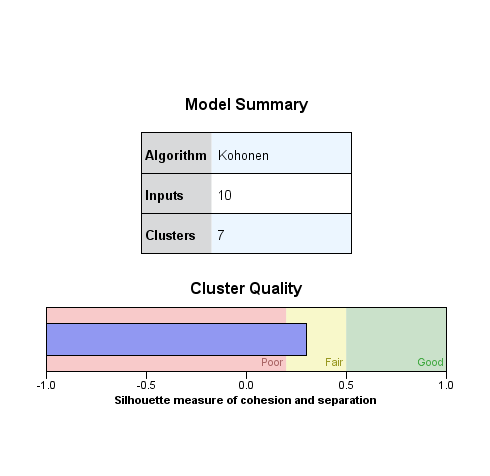 Model Summary
Algorithm Kohonen
Inputs 10
Clusters 7
Cluster Quality
Poor Fair Good
-1.0 -0.5 0.0 0.5 1.0
Silhouette measure of cohesion and separation